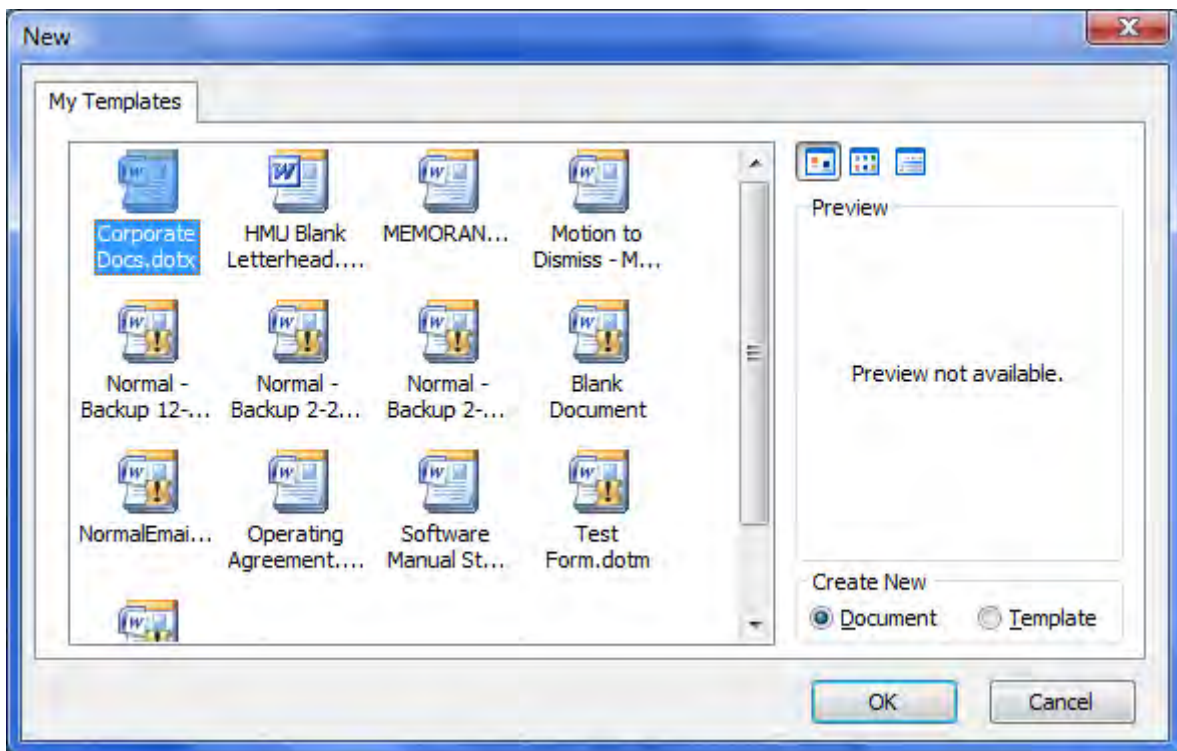 New
My Templates
Corporate
Docs.dotx
HMU Blank
Letterhead....
MEMORAN...
Motion to
Dismiss - M...
Normal -
Backup 12-...
Normal -
Backup 2-2...
Normal -
Backup 2-...
Blank
Document
NormalEmai...
Operating
Agreement....
Software
Manual St...
Test
Form.dotm
Preview
Preview not available.
Create New
Document
Template
OK
Cancel